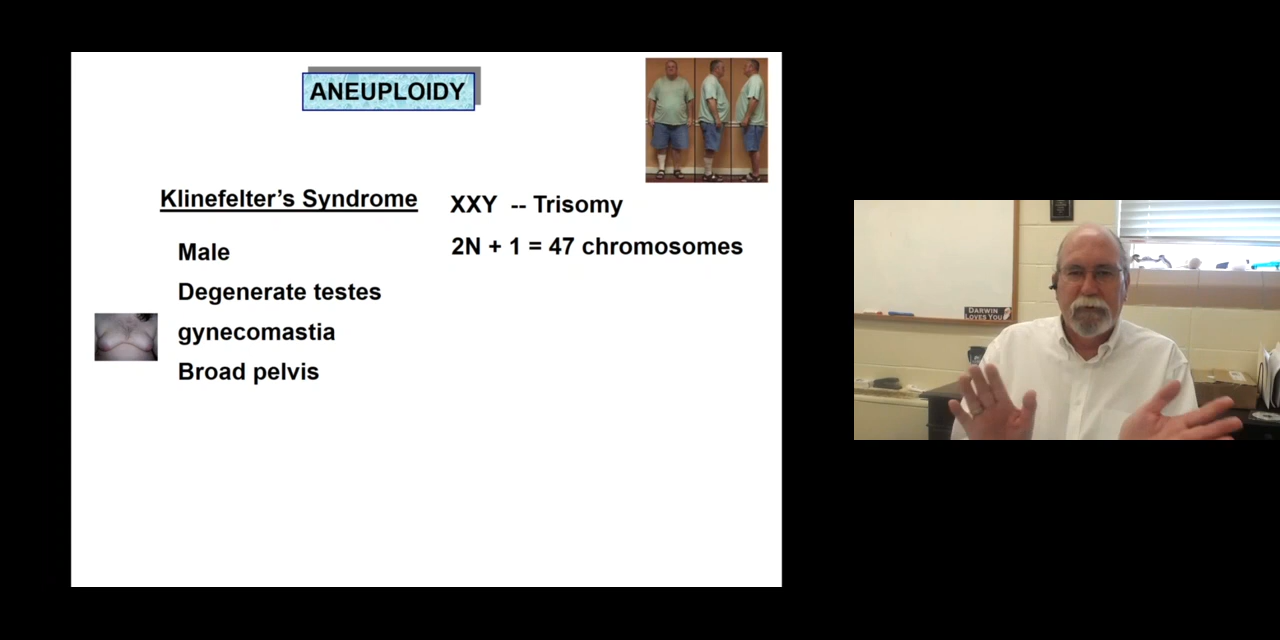 ANEUPLOIDY
Klinefelter’s Syndrome
XXY -- Trisomy
2N + 1 = 47 chromosomes
Male
Degenerate testes
gynecomastia
Broad pelvis
DARWIN
LOVES YOU